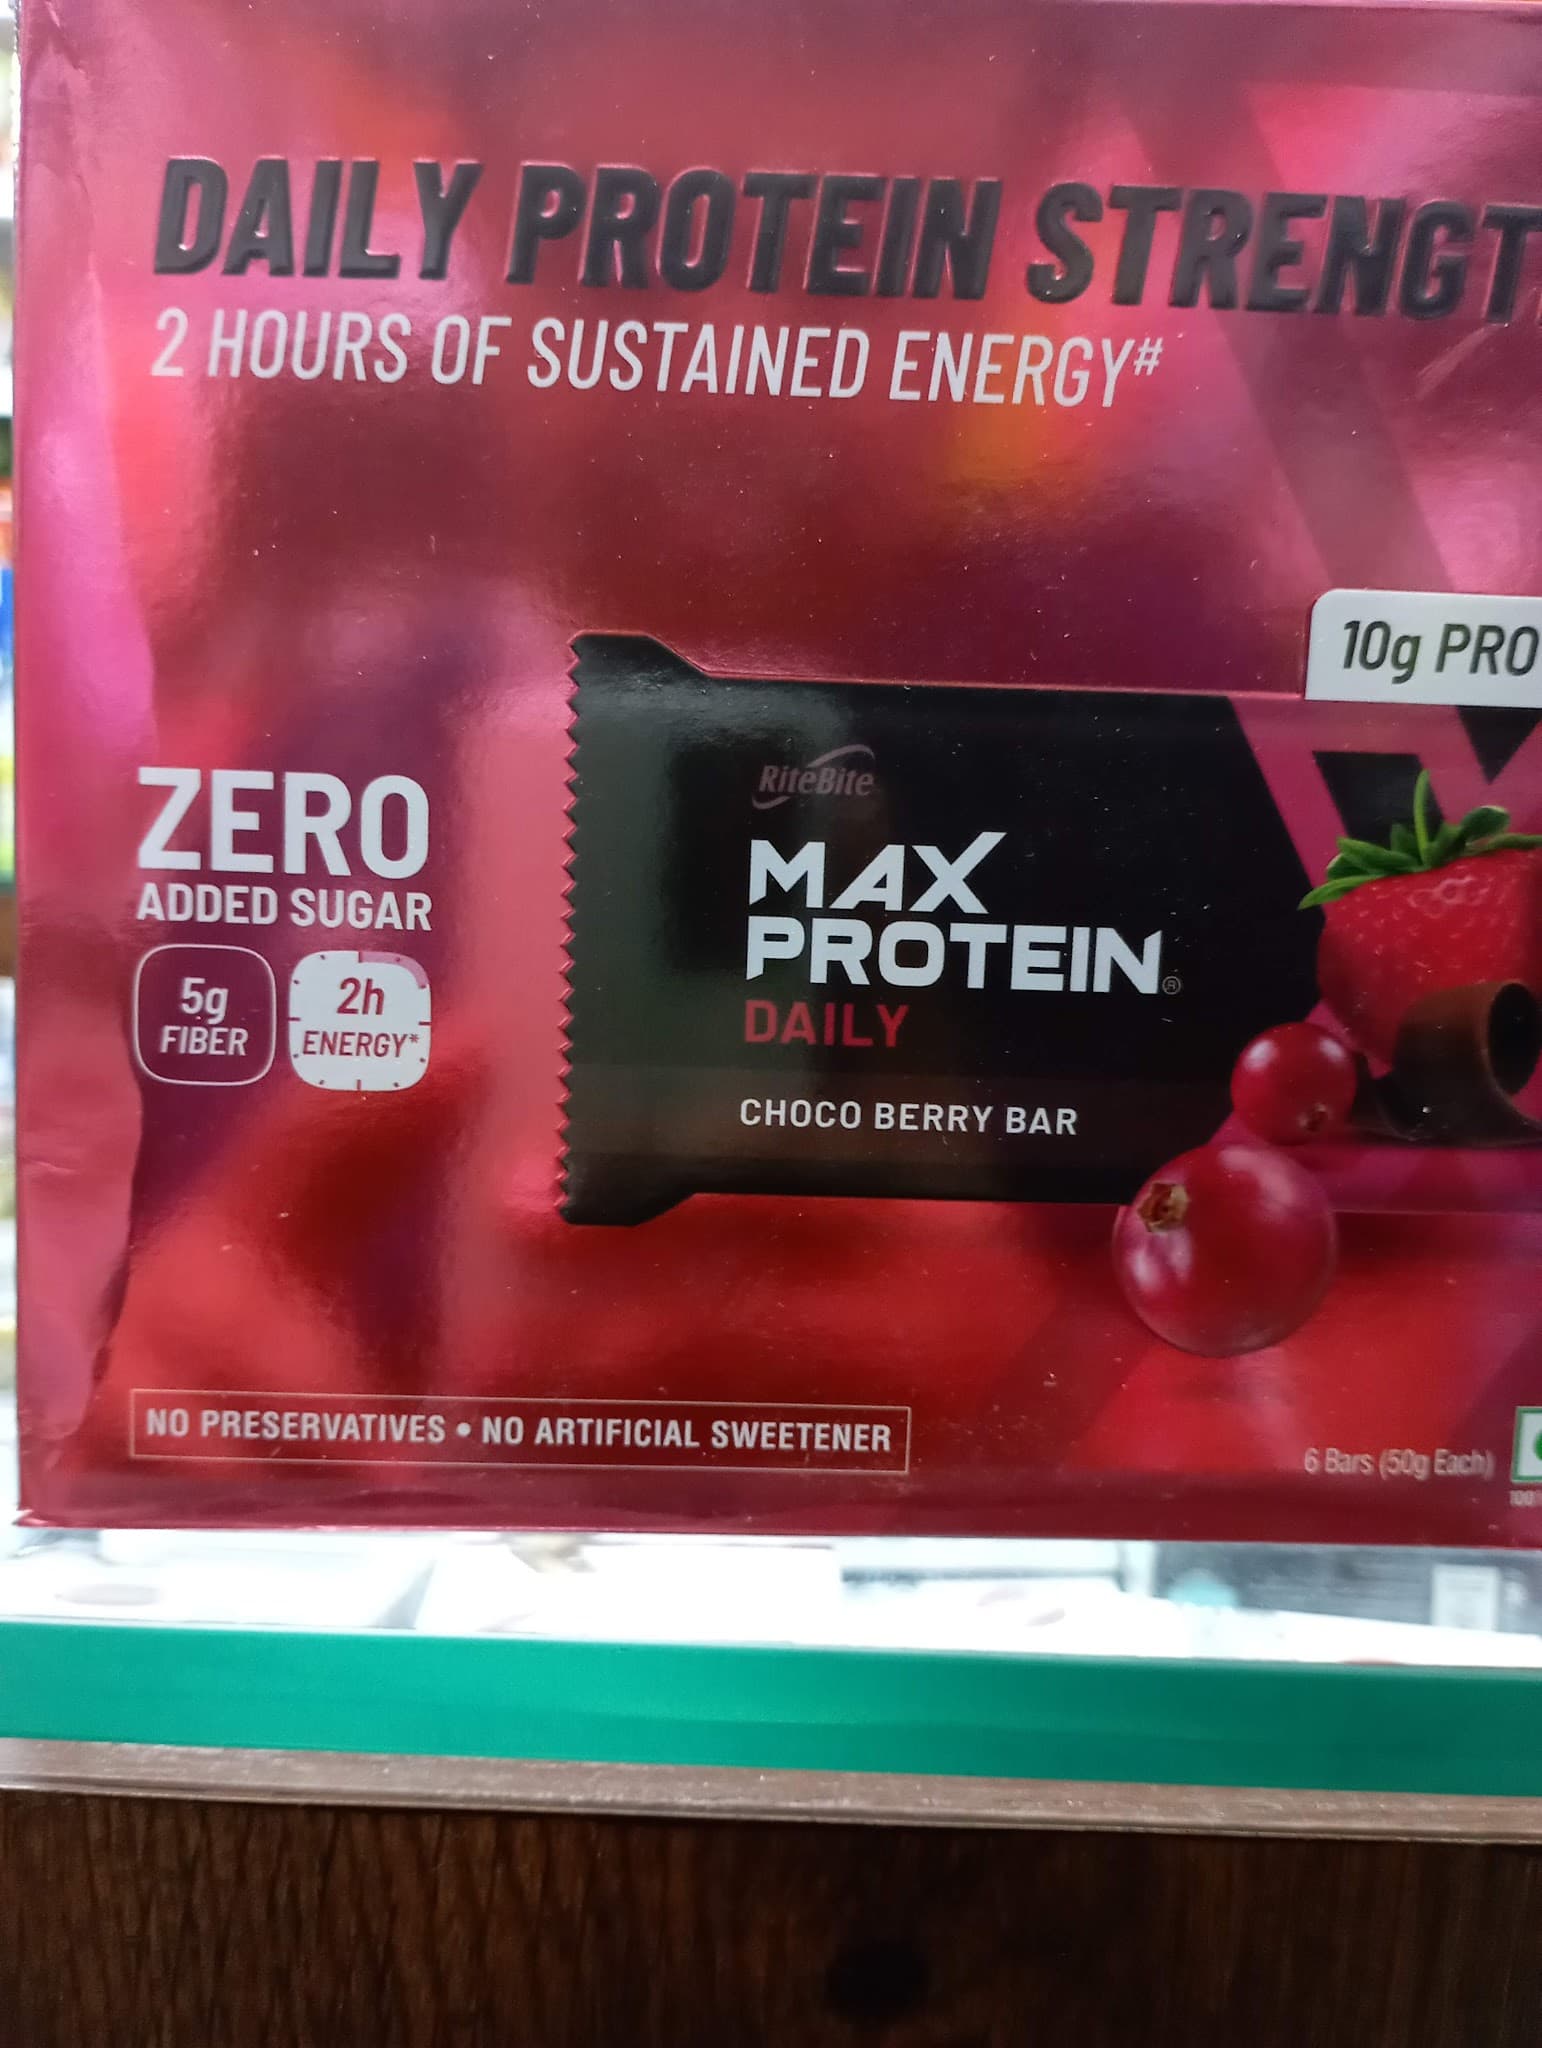 DAILY PROTEIN STRENGT
2 HOURS OF SUSTAINED ENERGY#
10g PRO
RiteBite
MAX
PROTEIN®
DAILY
CHOCO BERRY BAR
ZERO
ADDED SUGAR
5g
FIBER
2h
ENERGY*
NO PRESERVATIVES • NO ARTIFICIAL SWEETENER
6 Bars (50g Each)
100